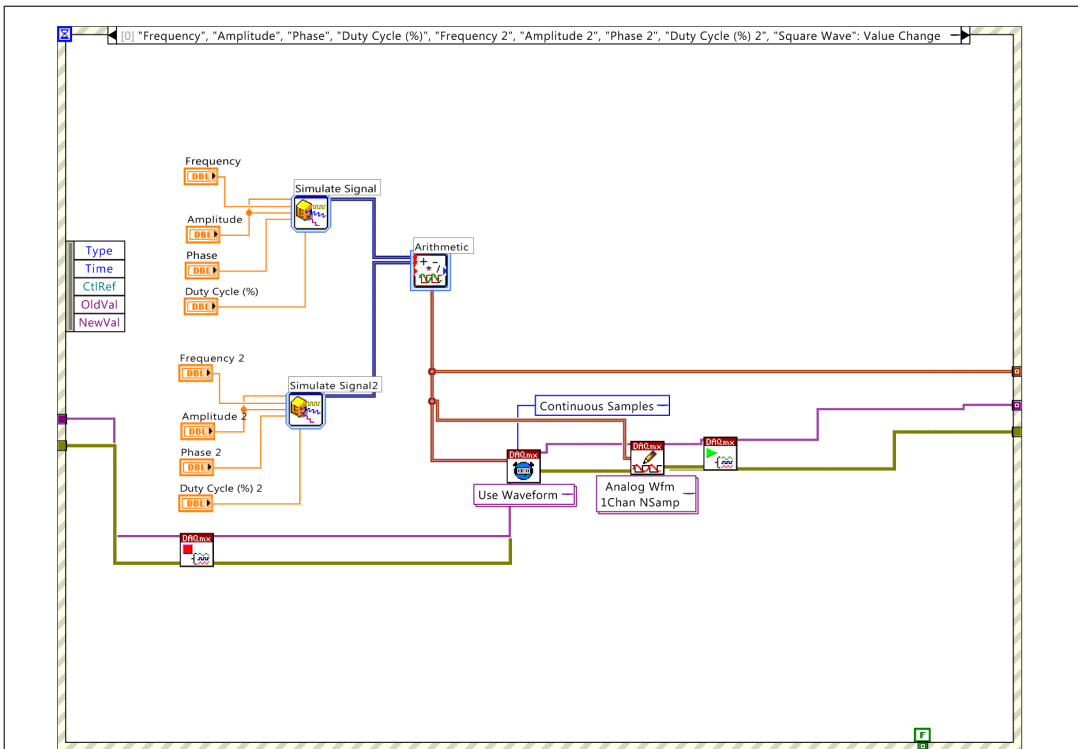 [0] "Frequency", "Amplitude", "Phase", "Duty Cycle (%)", "Frequency 2", "Amplitude 2", "Phase 2", "Duty Cycle (%) 2", "Square Wave": Value Change
Frequency
DBL
Simulate Signal
Amplitude
DBL
Arithmetic
+ -
* /
Phase
DBL
Type
Time
CtlRef
OldVal
NewVal
Duty Cycle (%)
DBL
Frequency 2
DBL
Simulate Signal2
Amplitude 2
DBL
Continuous Samples
Phase 2
DBL
DAQmx
DAQmx
DAQmx
Duty Cycle (%) 2
DBL
Use Waveform
Analog Wfm
1Chan NSamp
DAQmx
F